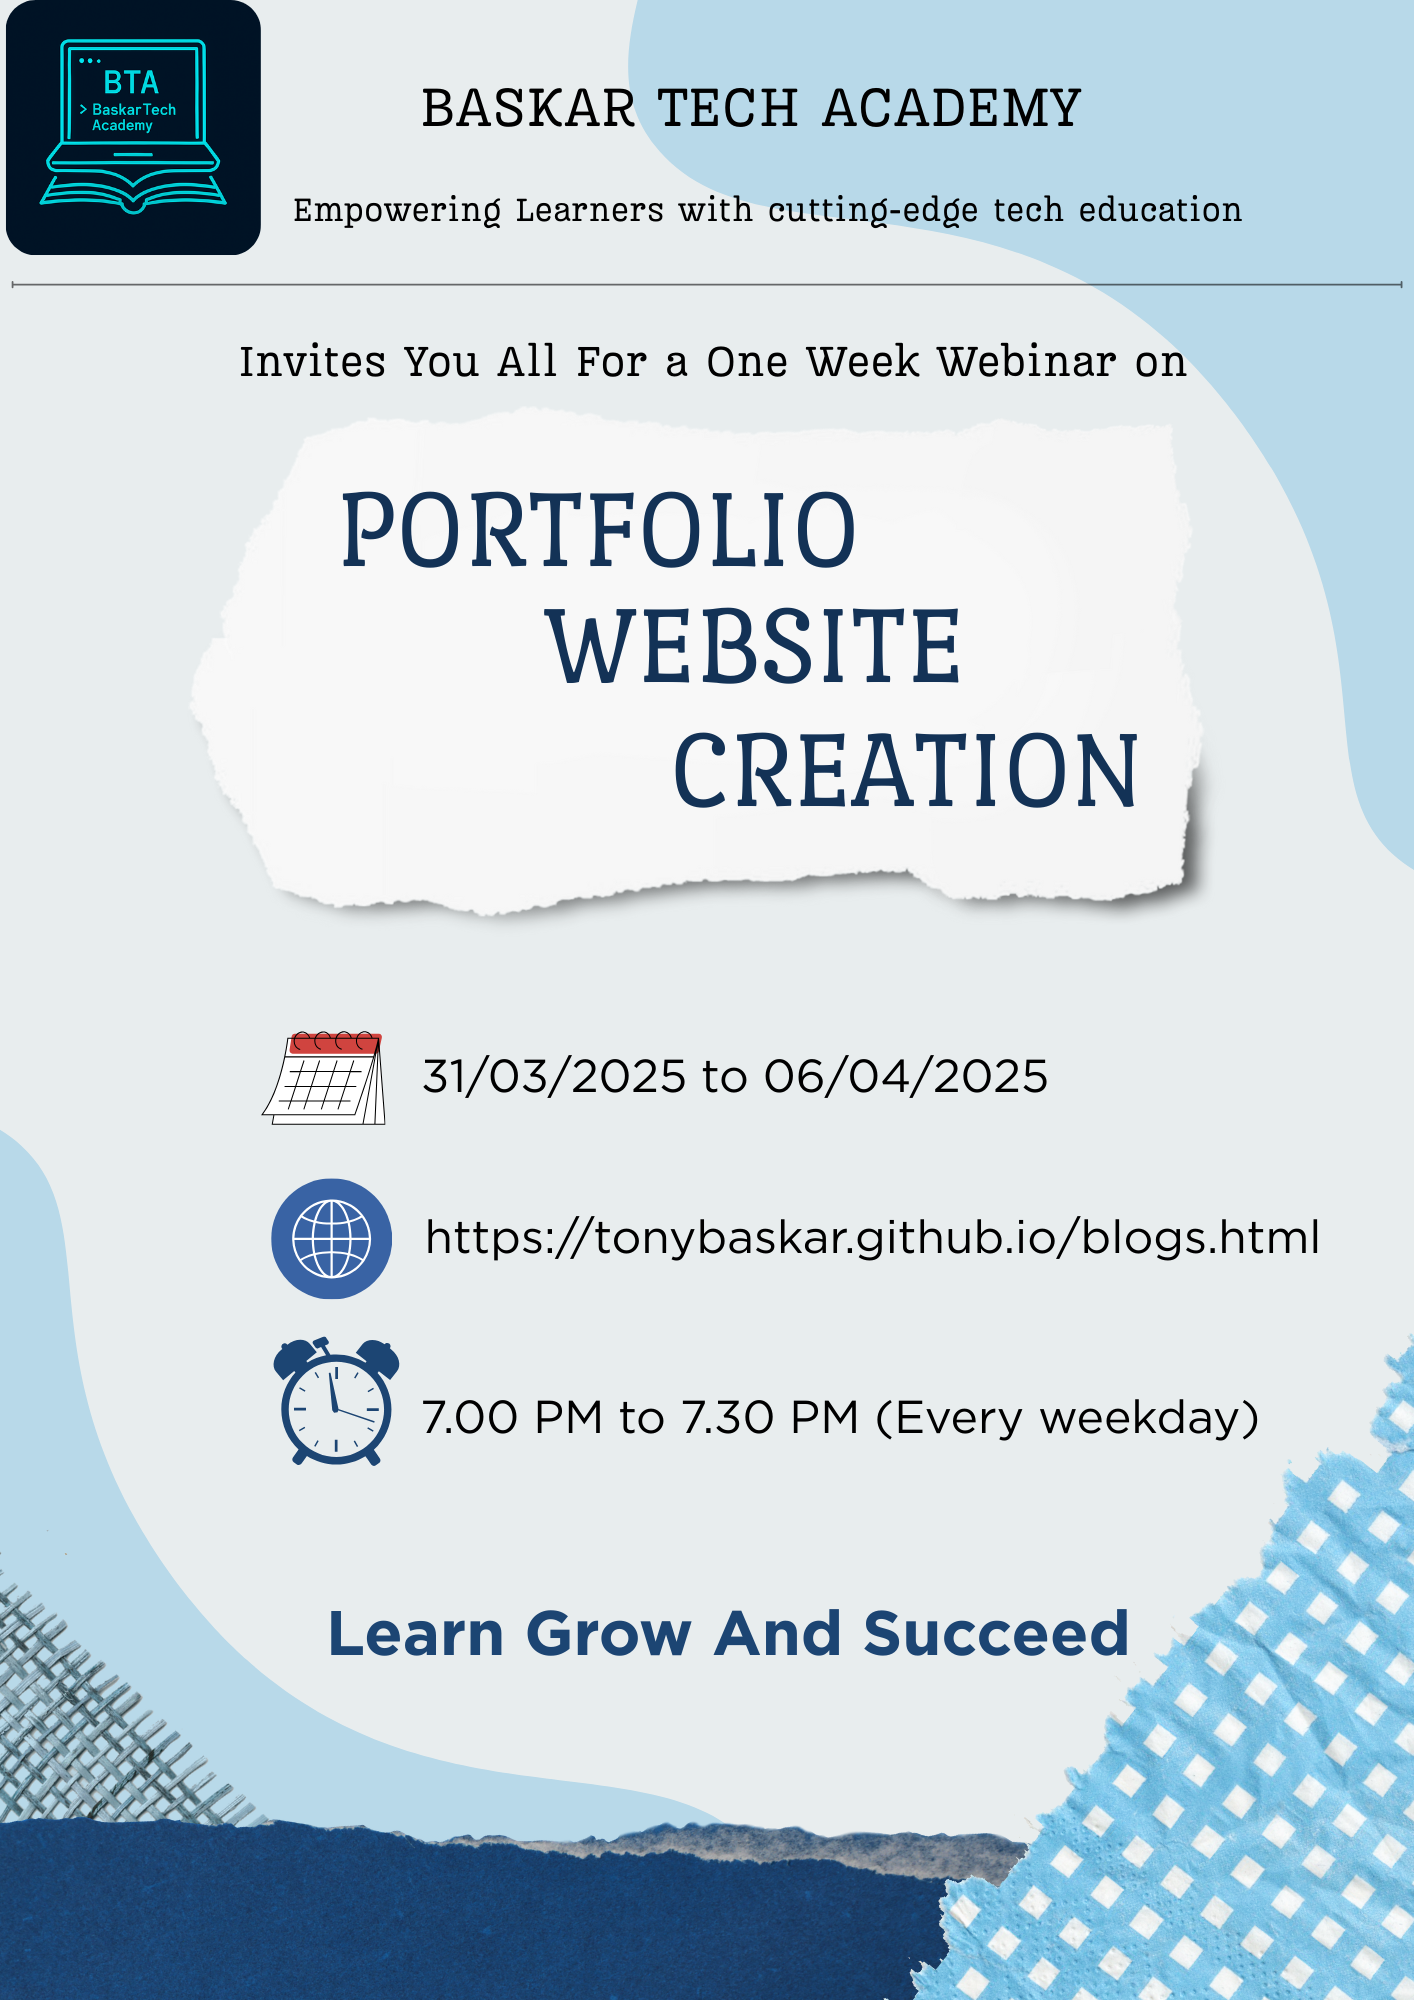 BTA
> BaskarTech
Academy
BASKAR TECH ACADEMY
Empowering Learners with cutting-edge tech education
Invites You All For a One Week Webinar on
PORTFOLIO
WEBSITE
CREATION
31/03/2025 to 06/04/2025
https://tonybaskar.github.io/blogs.html
7.00 PM to 7.30 PM (Every weekday)
Learn Grow And Succeed